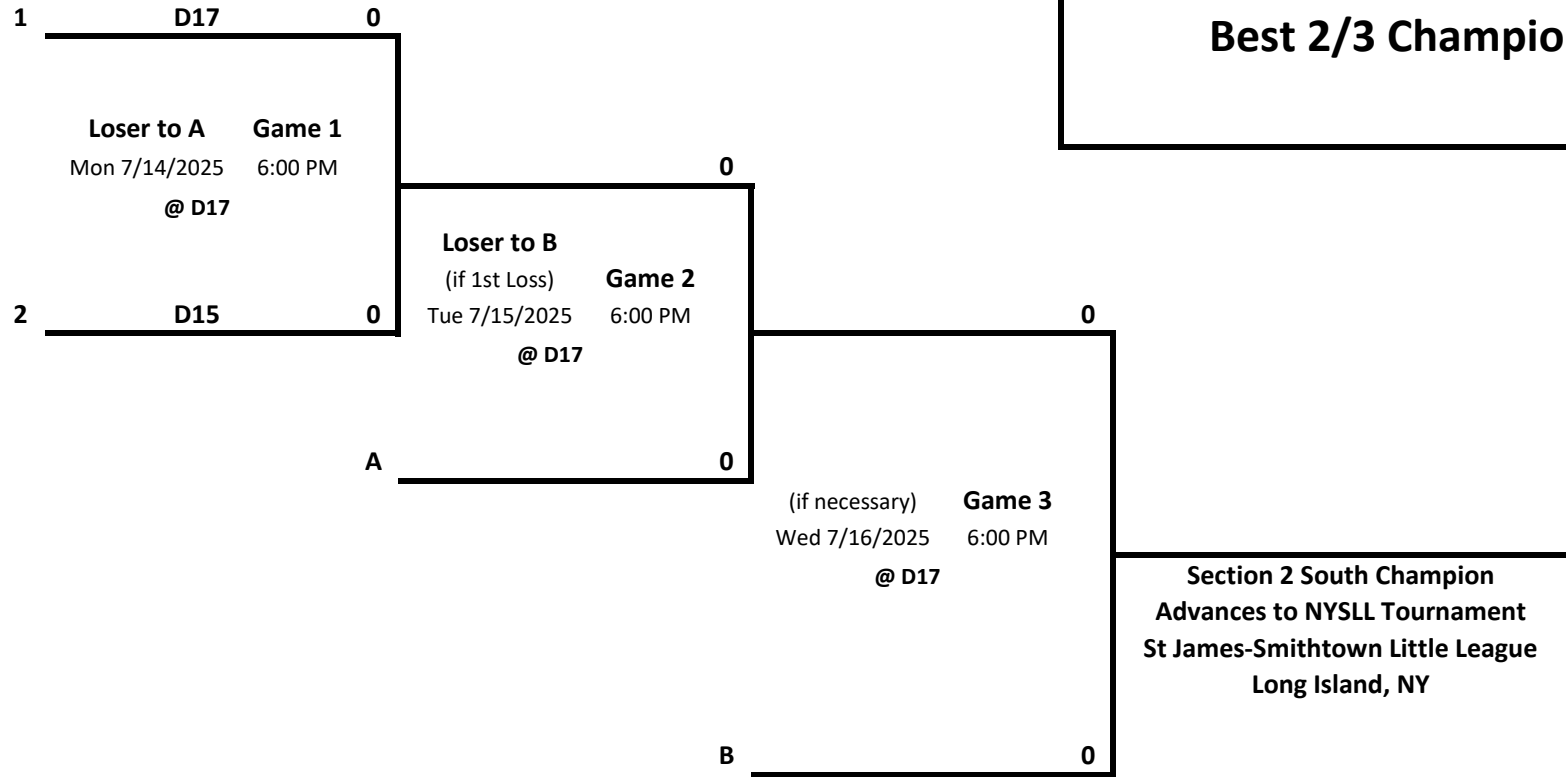 1 D17 0
Best 2/3 Champio
Loser to A Game 1
Mon 7/14/2025 6:00 PM
@ D17
0
Loser to B
(if 1st Loss) Game 2
2 D15 0
Tue 7/15/2025 6:00 PM
@ D17
0
A 0
(if necessary) Game 3
Wed 7/16/2025 6:00 PM
@ D17
Section 2 South Champion
Advances to NYSLL Tournament
St James-Smithtown Little League
Long Island, NY
B 0